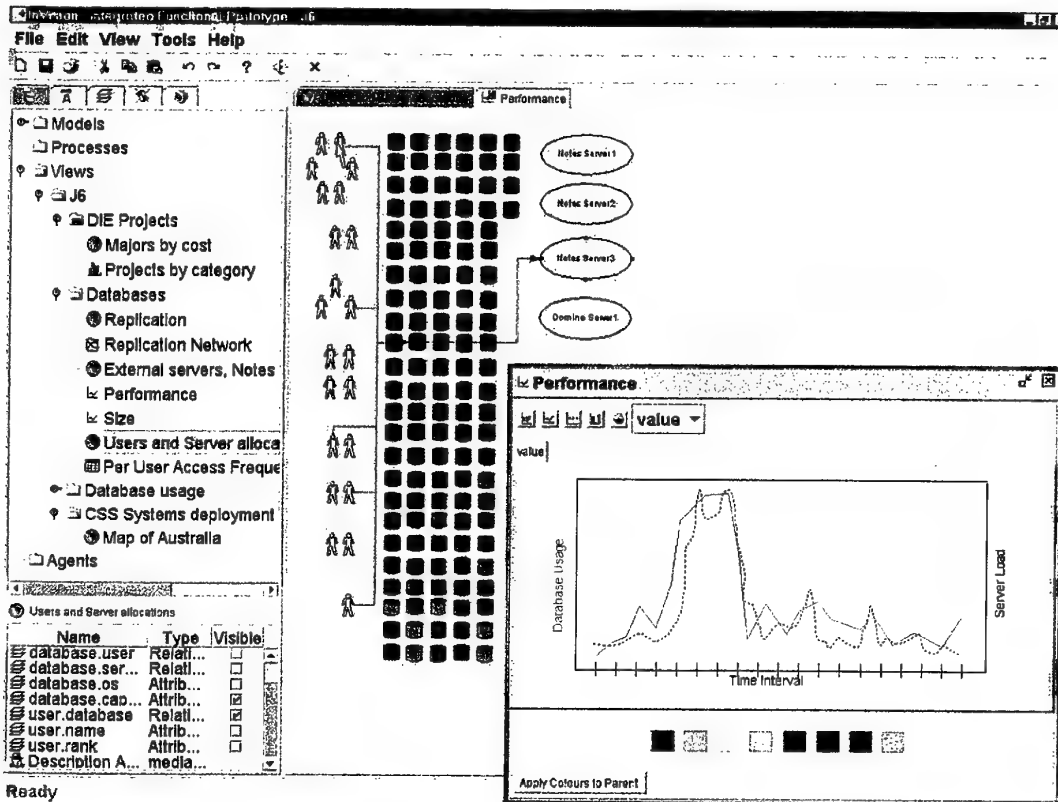 InVision Integrated Functional Prototype J6
File Edit View Tools Help
Performance
Models
Processes
Views
J6
DIE Projects
Majors by cost
Projects by category
Databases
Replication
Replication Network
External servers, Notes
Performance
Size
Users and Server alloca
Per User Access Freque
Database usage
CSS Systems deployment
Map of Australia
Agents
Users and Server allocations
Name Type Visible
database.user Relati...
database.ser... Relati...
database.os Attrib...
database.cap... Attrib...
user.database Relati...
user.name Attrib...
user.rank Attrib...
Description A... media...
Ready
Notes Server1
Notes Server2
Notes Server3
Domino Server1
Performance
value
value
Database Usage
Server Load
Time Interval
Apply Colours to Parent